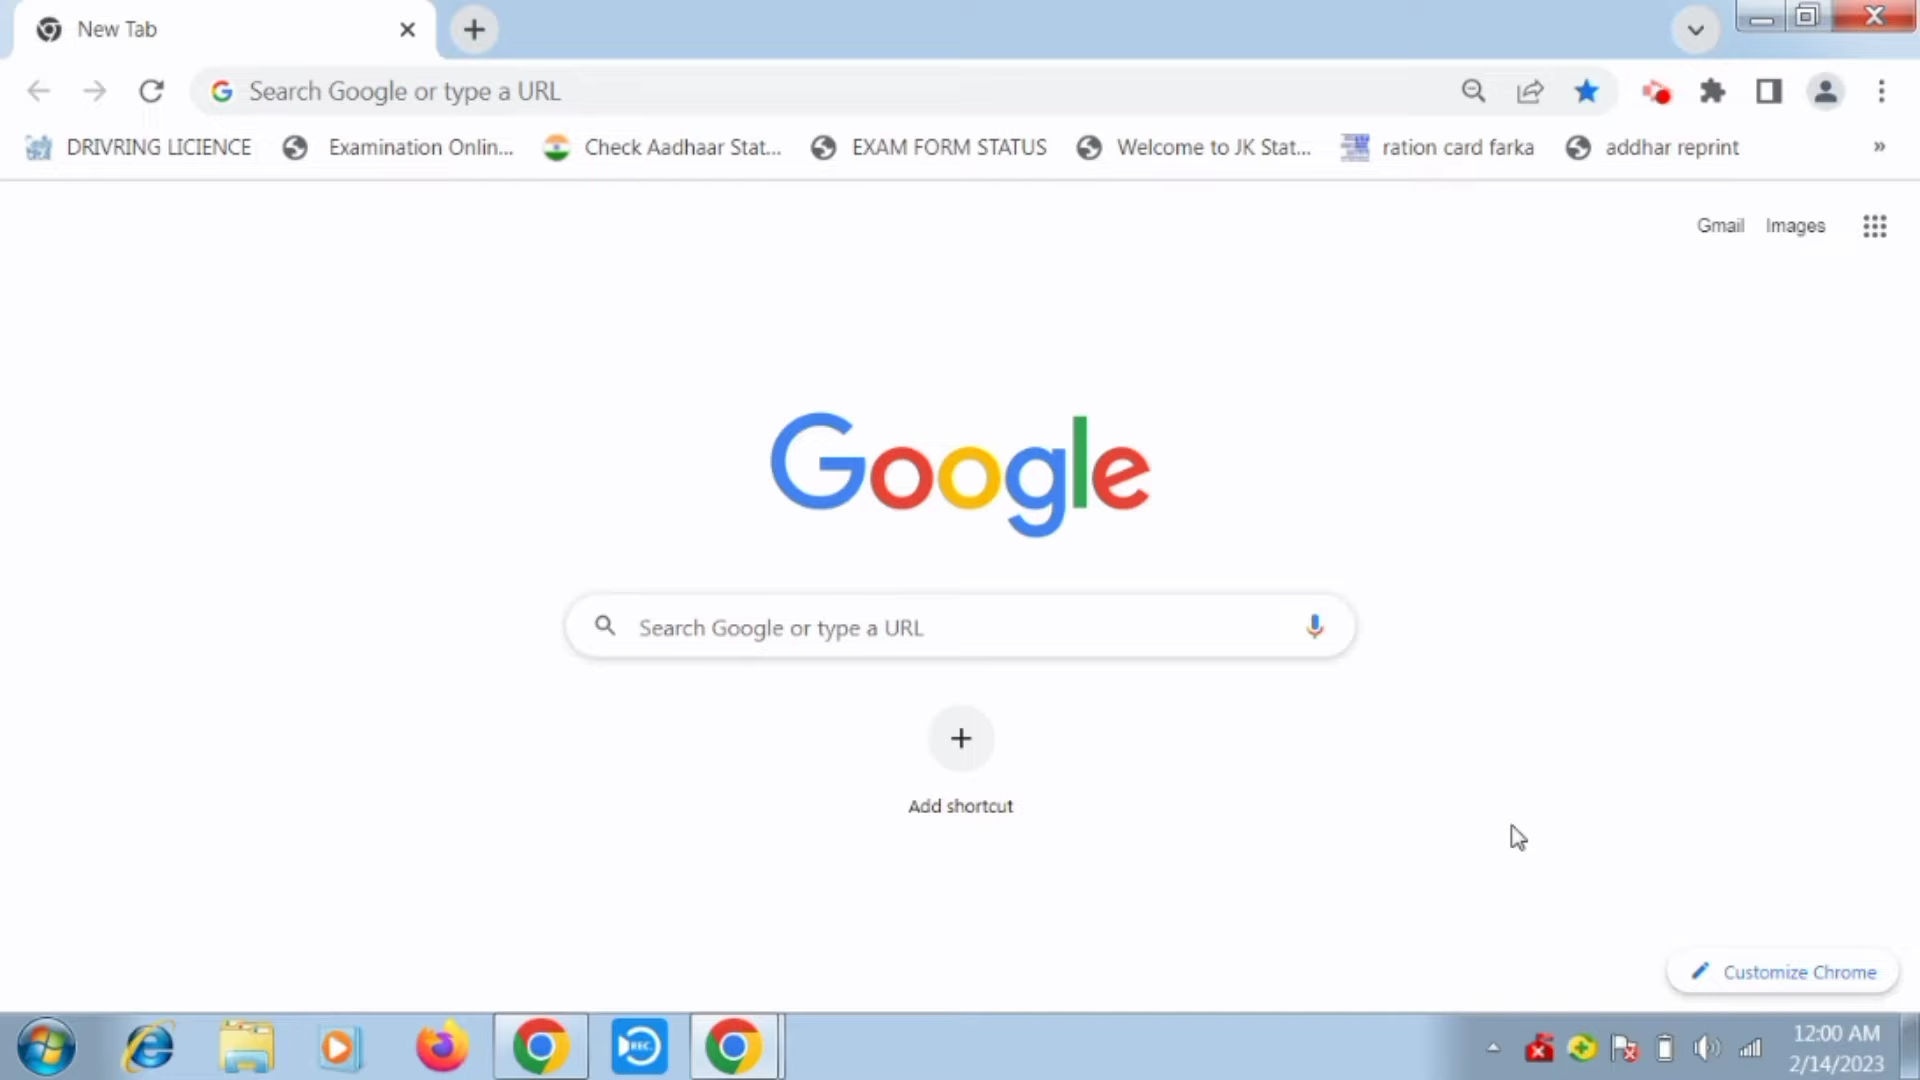 New Tab
Search Google or type a URL
DRIVRING LICIENCE Examination Onlin... Check Aadhaar Stat... EXAM FORM STATUS Welcome to JK Stat... ration card farka addhar reprint »
Gmail Images
Google
Search Google or type a URL
Add shortcut
Customize Chrome
REC
12:00 AM
2/14/2023